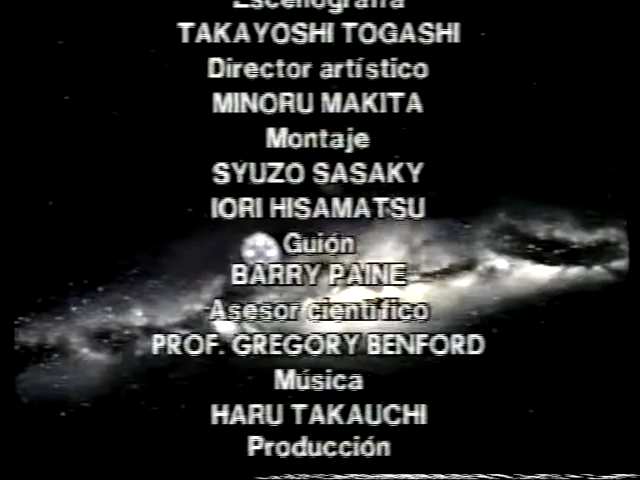 Escenografía
TAKAYOSHI TOGASHI
Director artístico
MINORU MAKITA
Montaje
SYUZO SASAKY
IORI HISAMATSU
Guión
BARRY PAINE
Asesor científico
PROF. GREGORY BENFORD
Música
HARU TAKAUCHI
Producción